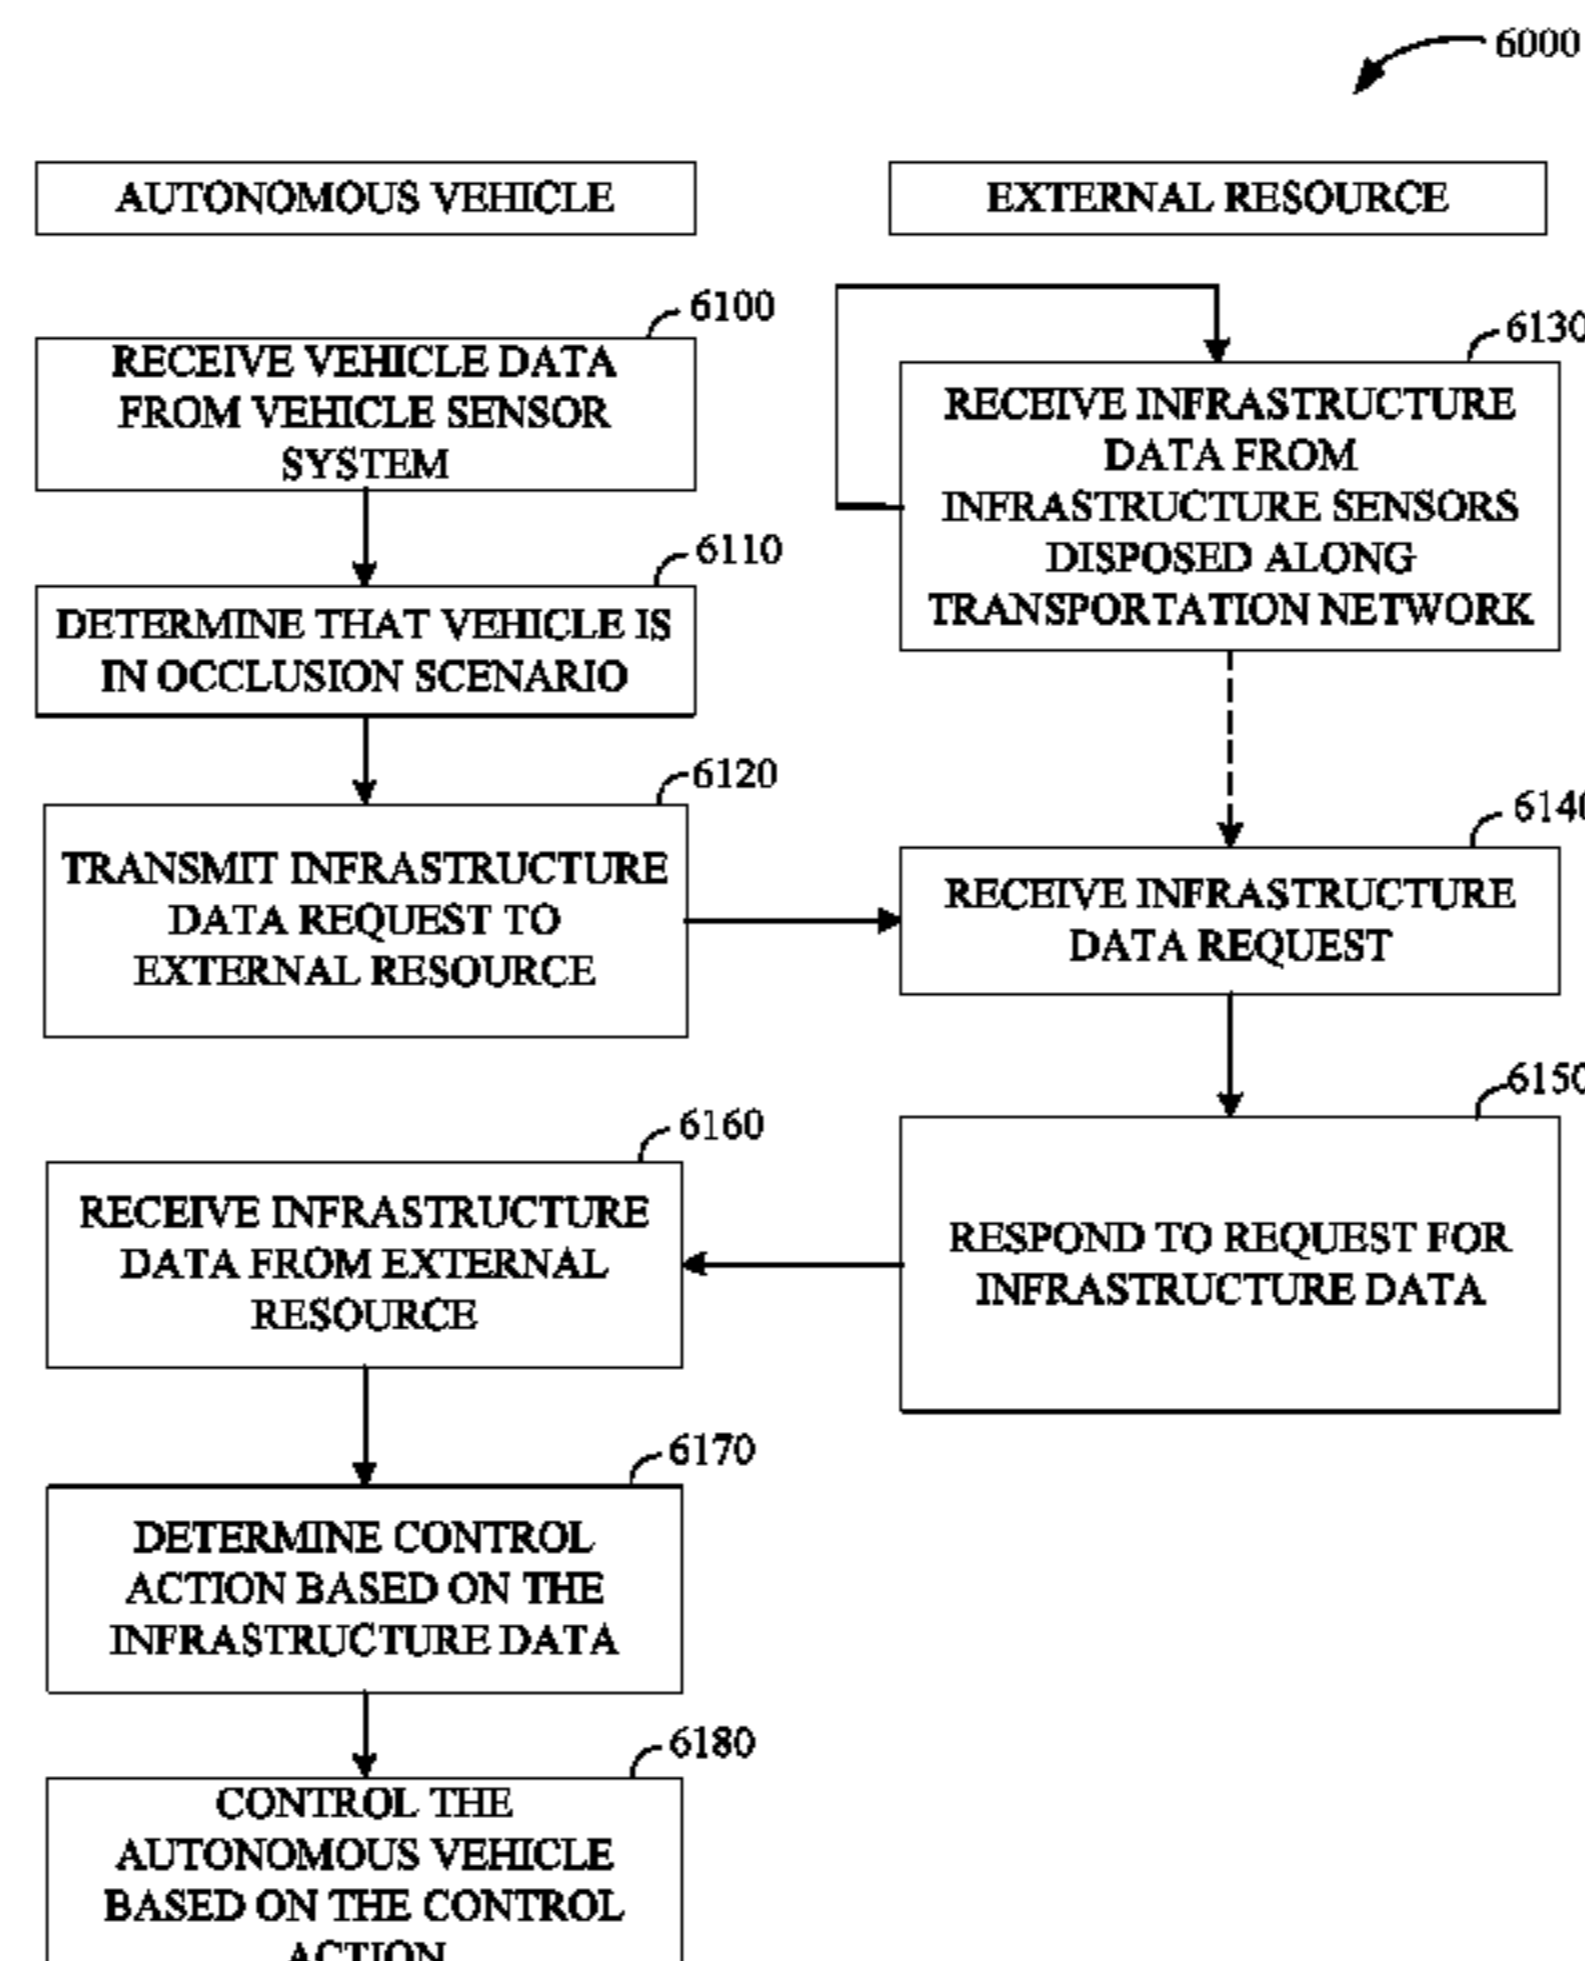 6000
AUTONOMOUS VEHICLE
EXTERNAL RESOURCE
6100
RECEIVE VEHICLE DATA
FROM VEHICLE SENSOR
SYSTEM
6110
DETERMINE THAT VEHICLE IS
IN OCCLUSION SCENARIO
6120
TRANSMIT INFRASTRUCTURE
DATA REQUEST TO
EXTERNAL RESOURCE
6130
RECEIVE INFRASTRUCTURE
DATA FROM
INFRASTRUCTURE SENSORS
DISPOSED ALONG
TRANSPORTATION NETWORK
6140
RECEIVE INFRASTRUCTURE
DATA REQUEST
6150
RESPOND TO REQUEST FOR
INFRASTRUCTURE DATA
6160
RECEIVE INFRASTRUCTURE
DATA FROM EXTERNAL
RESOURCE
6170
DETERMINE CONTROL
ACTION BASED ON THE
INFRASTRUCTURE DATA
6180
CONTROL THE
AUTONOMOUS VEHICLE
BASED ON THE CONTROL
ACTION